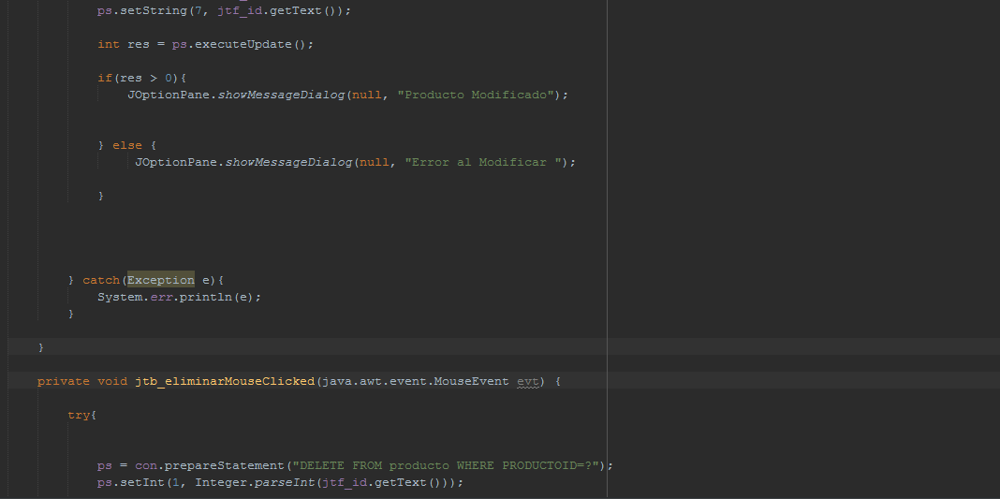 ps.setString(7, jtf_id.getText());
int res = ps.executeUpdate();
if(res > 0){
JOptionPane.showMessageDialog(null, "Producto Modificado");
} else {
JOptionPane.showMessageDialog(null, "Error al Modificar ");
}
} catch(Exception e){
System.err.println(e);
}
}
private void jtb_eliminarMouseClicked(java.awt.event.MouseEvent evt) {
try{
ps = con.prepareStatement("DELETE FROM producto WHERE PRODUCTOID=?");
ps.setInt(1, Integer.parseInt(jtf_id.getText()));